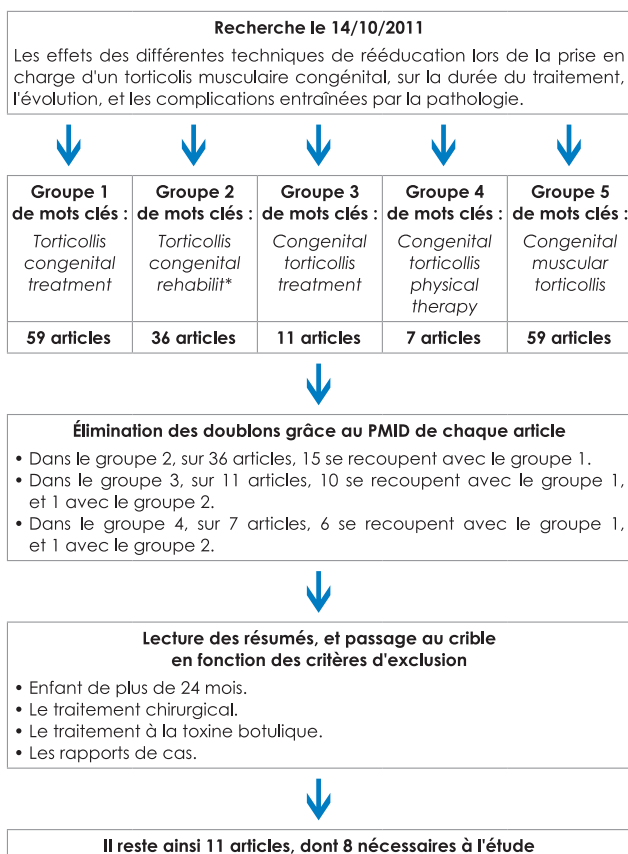 Recherche le 14/10/2011
Les effets des différentes techniques de rééducation lors de la prise en
charge d'un torticolis musculaire congénital, sur la durée du traitement,
l'évolution, et les complications entraînées par la pathologie.
Groupe 1
de mots clés :
Torticollis
congenital
treatment
59 articles
Groupe 2
de mots clés :
Torticollis
congenital
rehabilit*
36 articles
Groupe 3
de mots clés :
Congenital
torticollis
treatment
11 articles
Groupe 4
de mots clés :
Congenital
torticollis
physical
therapy
7 articles
Groupe 5
de mots clés :
Congenital
muscular
torticollis
59 articles
Élimination des doublons grâce au PMID de chaque article
• Dans le groupe 2, sur 36 articles, 15 se recoupent avec le groupe 1.
• Dans le groupe 3, sur 11 articles, 10 se recoupent avec le groupe 1,
et 1 avec le groupe 2.
• Dans le groupe 4, sur 7 articles, 6 se recoupent avec le groupe 1,
et 1 avec le groupe 2.
Lecture des résumés, et passage au crible
en fonction des critères d'exclusion
• Enfant de plus de 24 mois.
• Le traitement chirurgical.
• Le traitement à la toxine botulique.
• Les rapports de cas.
Il reste ainsi 11 articles, dont 8 nécessaires à l'étude